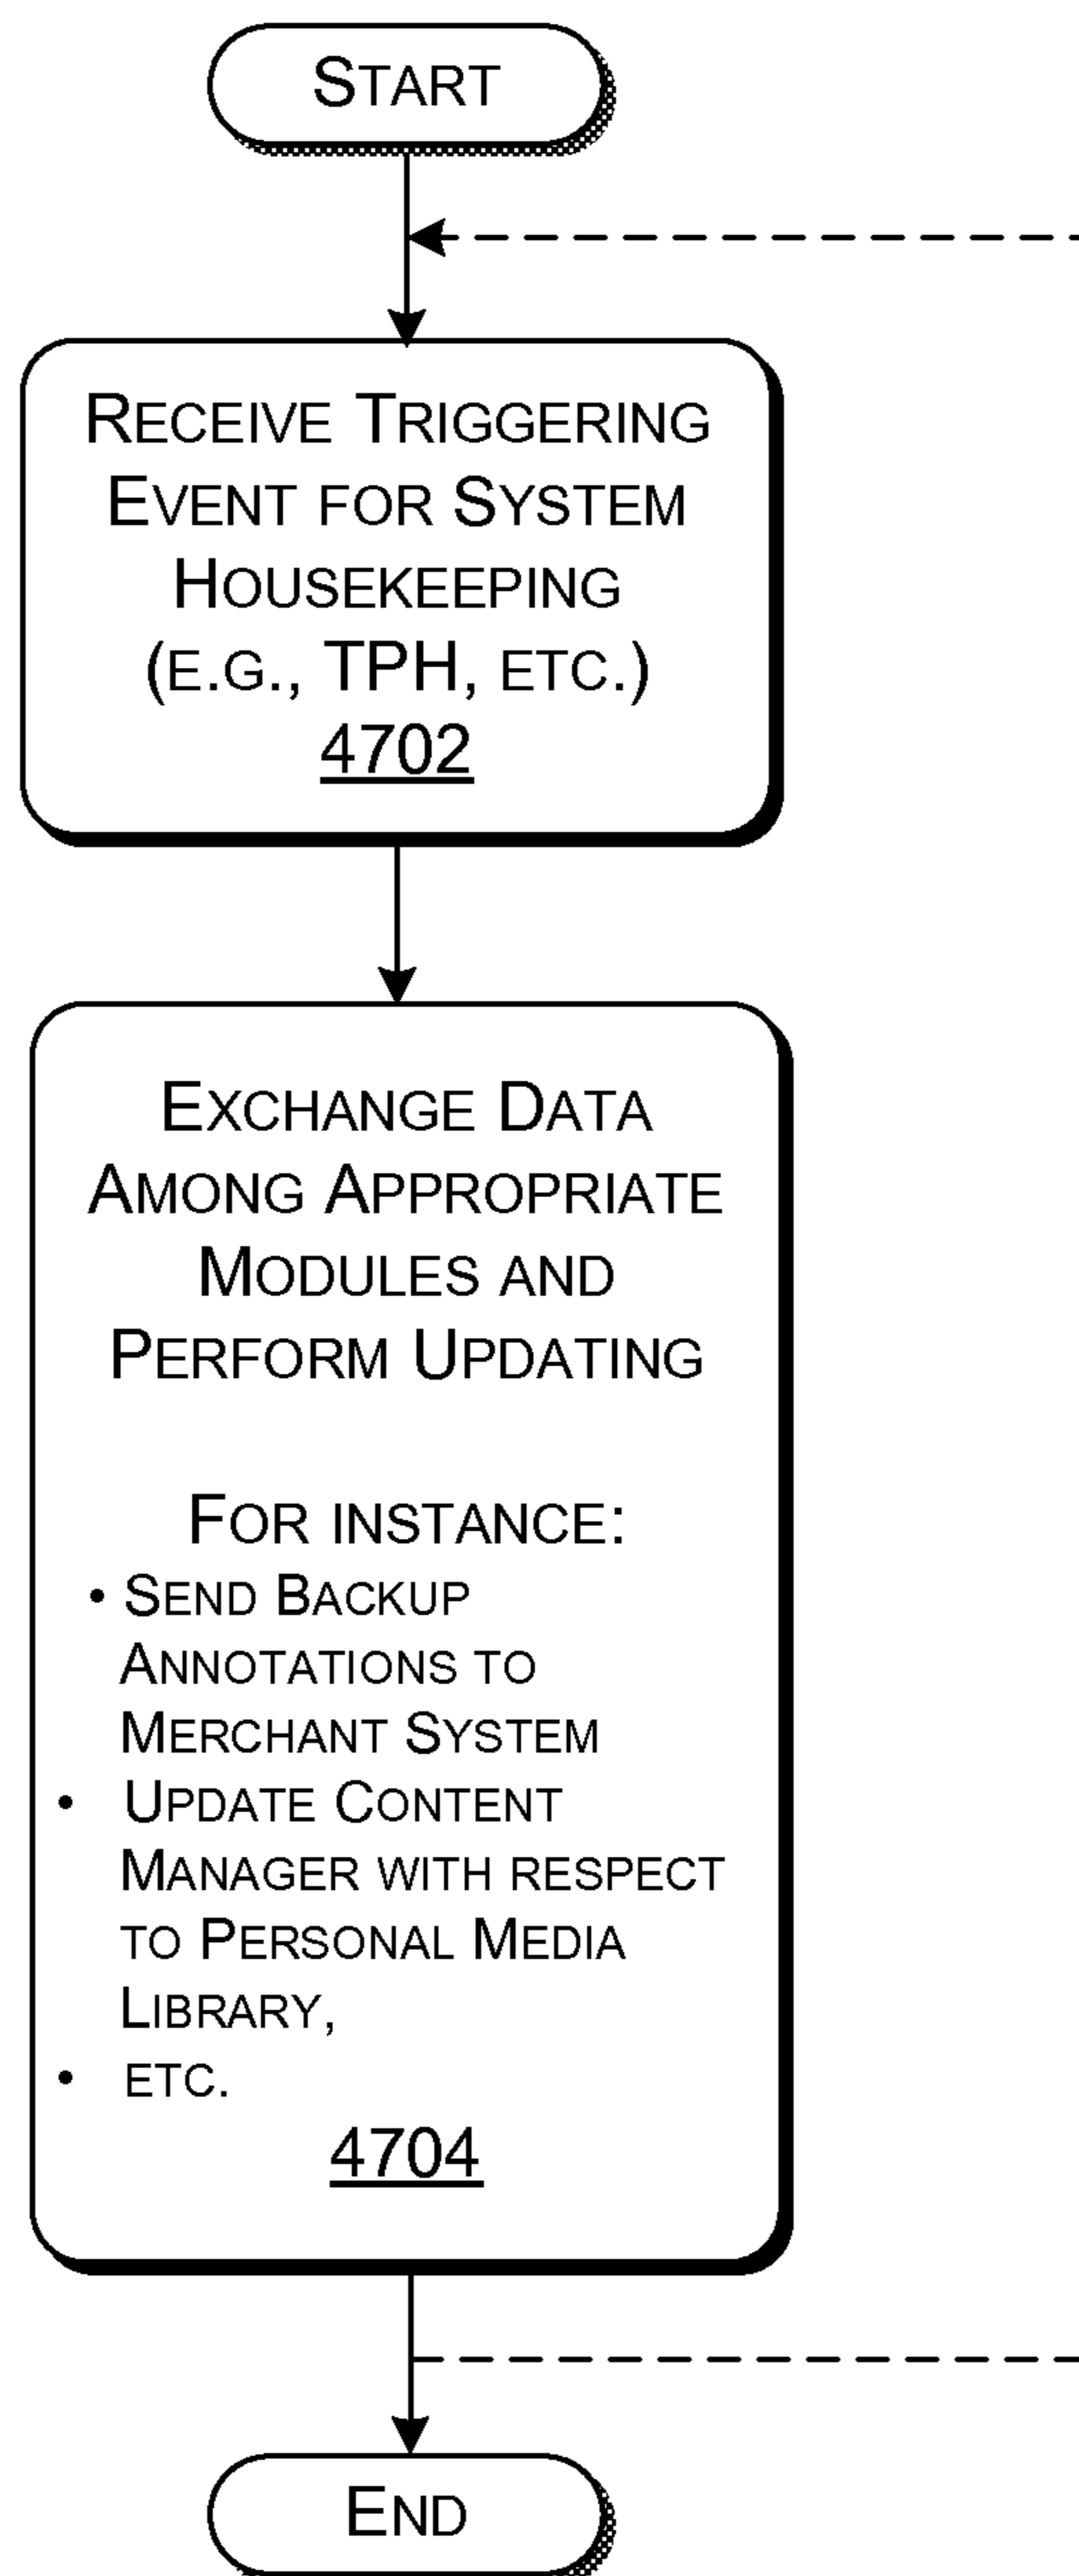 START
RECEIVE TRIGGERING
EVENT FOR SYSTEM
HOUSEKEEPING
(E.G., TPH, ETC.)
4702
EXCHANGE DATA
AMONG APPROPRIATE
MODULES AND
PERFORM UPDATING
FOR INSTANCE:
• SEND BACKUP
ANNOTATIONS TO
MERCHANT SYSTEM
• UPDATE CONTENT
MANAGER WITH RESPECT
TO PERSONAL MEDIA
LIBRARY,
• ETC.
4704
END